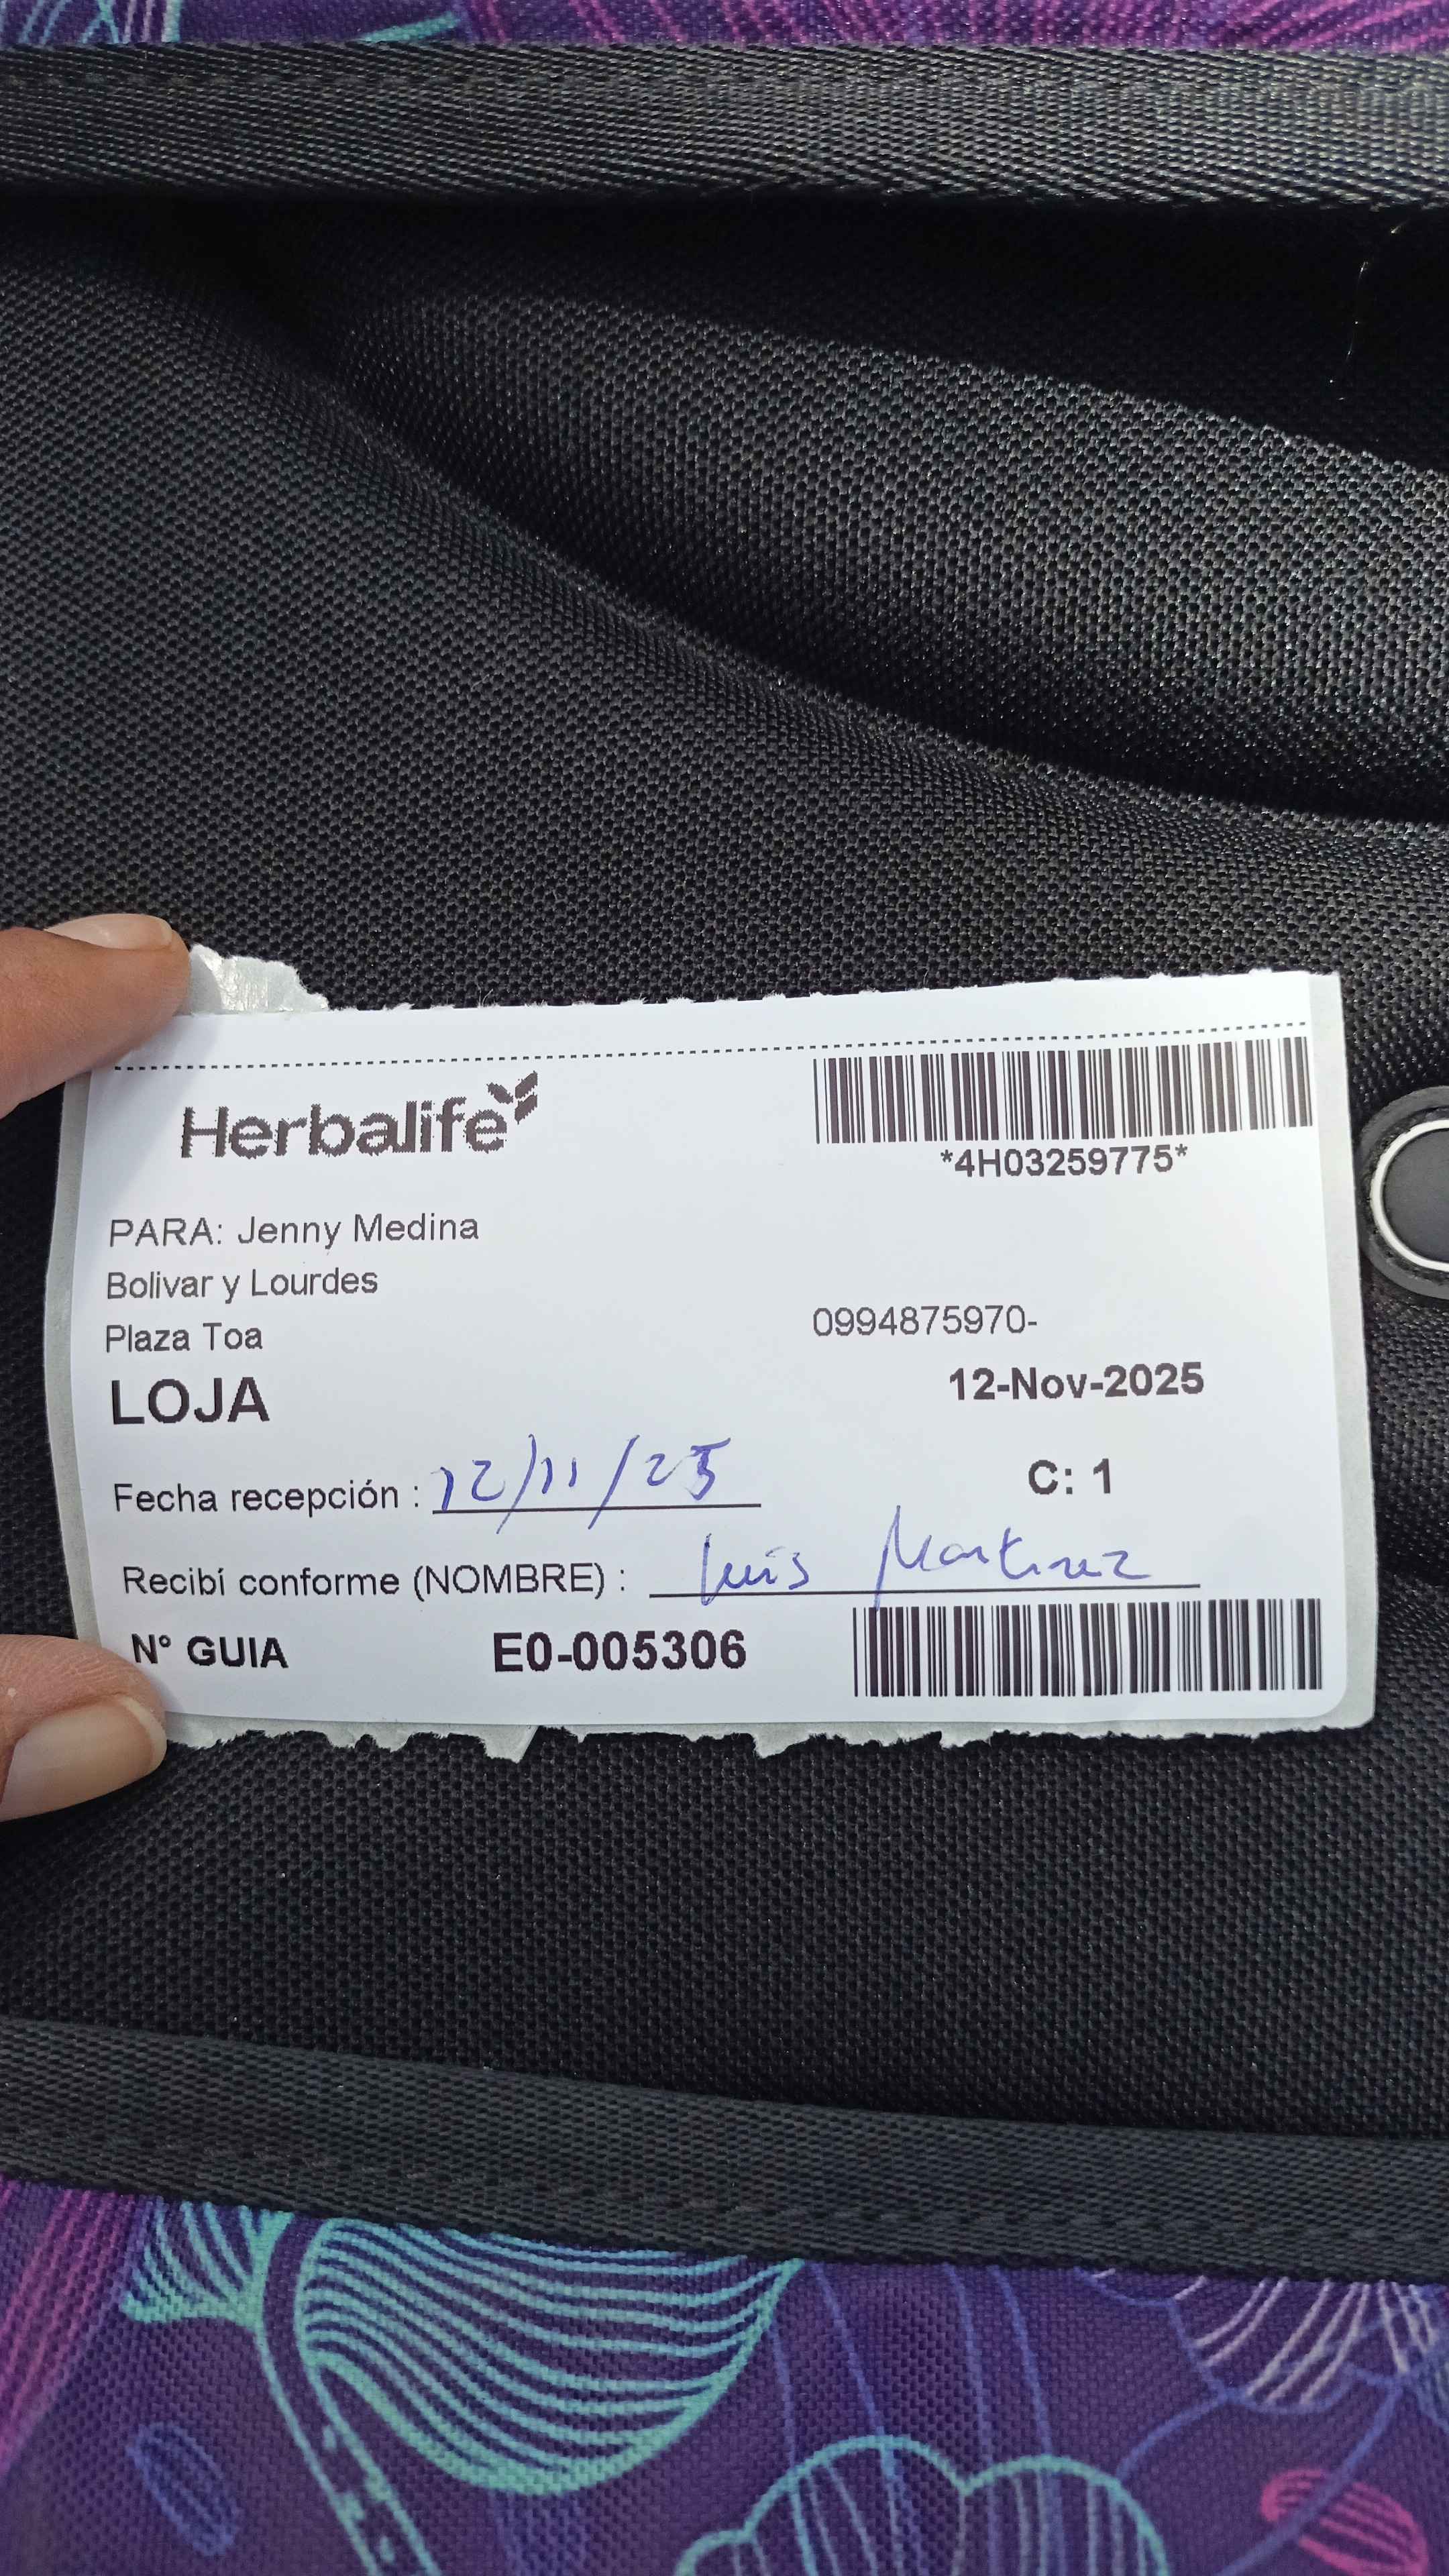 Herbalife
*4H03259775*
PARA: Jenny Medina
Bolivar y Lourdes
Plaza Toa
0994875970-
LOJA
12-Nov-2025
Fecha recepción : 12/11/25
C: 1
Recibí conforme (NOMBRE) : Luis Martinez
N° GUIA E0-005306